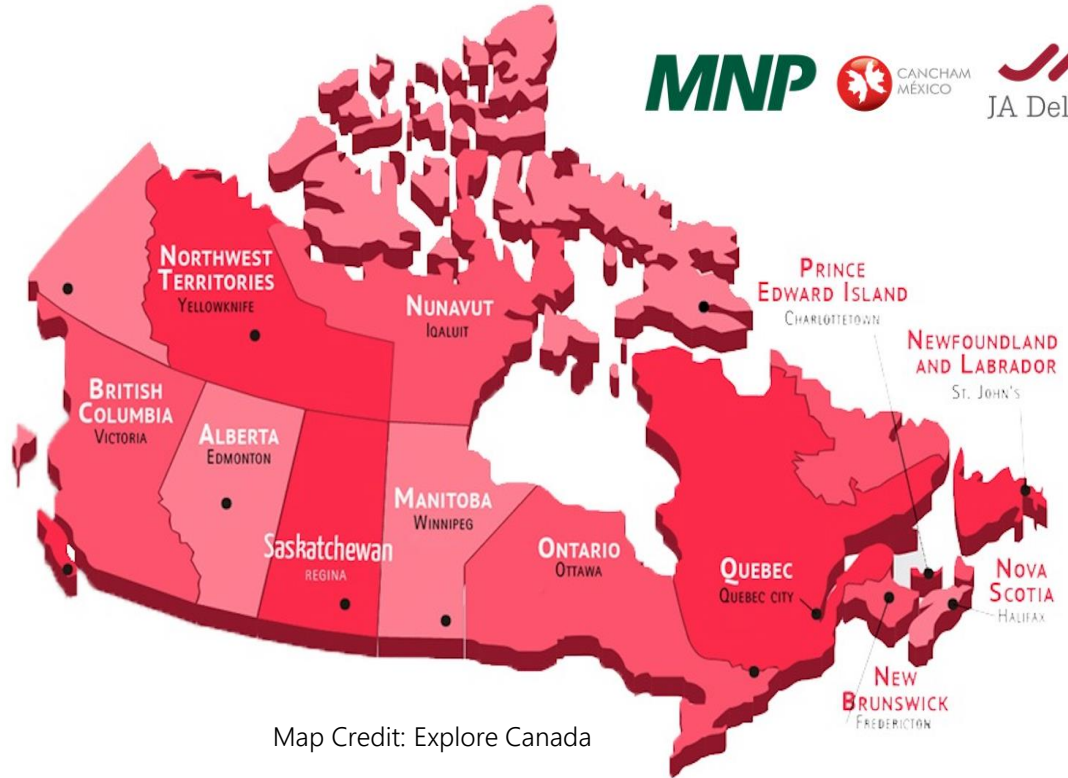 MNP
CANCHAM
MÉXICO
JA Del
NORTHWEST
TERRITORIES
YELLOWKNIFE
NUNAVUT
IQALUIT
PRINCE
EDWARD ISLAND
CHARLOTTETOWN
NEWFOUNDLAND
AND LABRADOR
ST. JOHN'S
BRITISH
COLUMBIA
VICTORIA
ALBERTA
EDMONTON
MANITOBA
WINNIPEG
Saskatchewan
REGINA
ONTARIO
OTTAWA
QUEBEC
QUEBEC CITY
NOVA
SCOTIA
HALIFAX
NEW
BRUNSWICK
FREDERICTON
Map Credit: Explore Canada